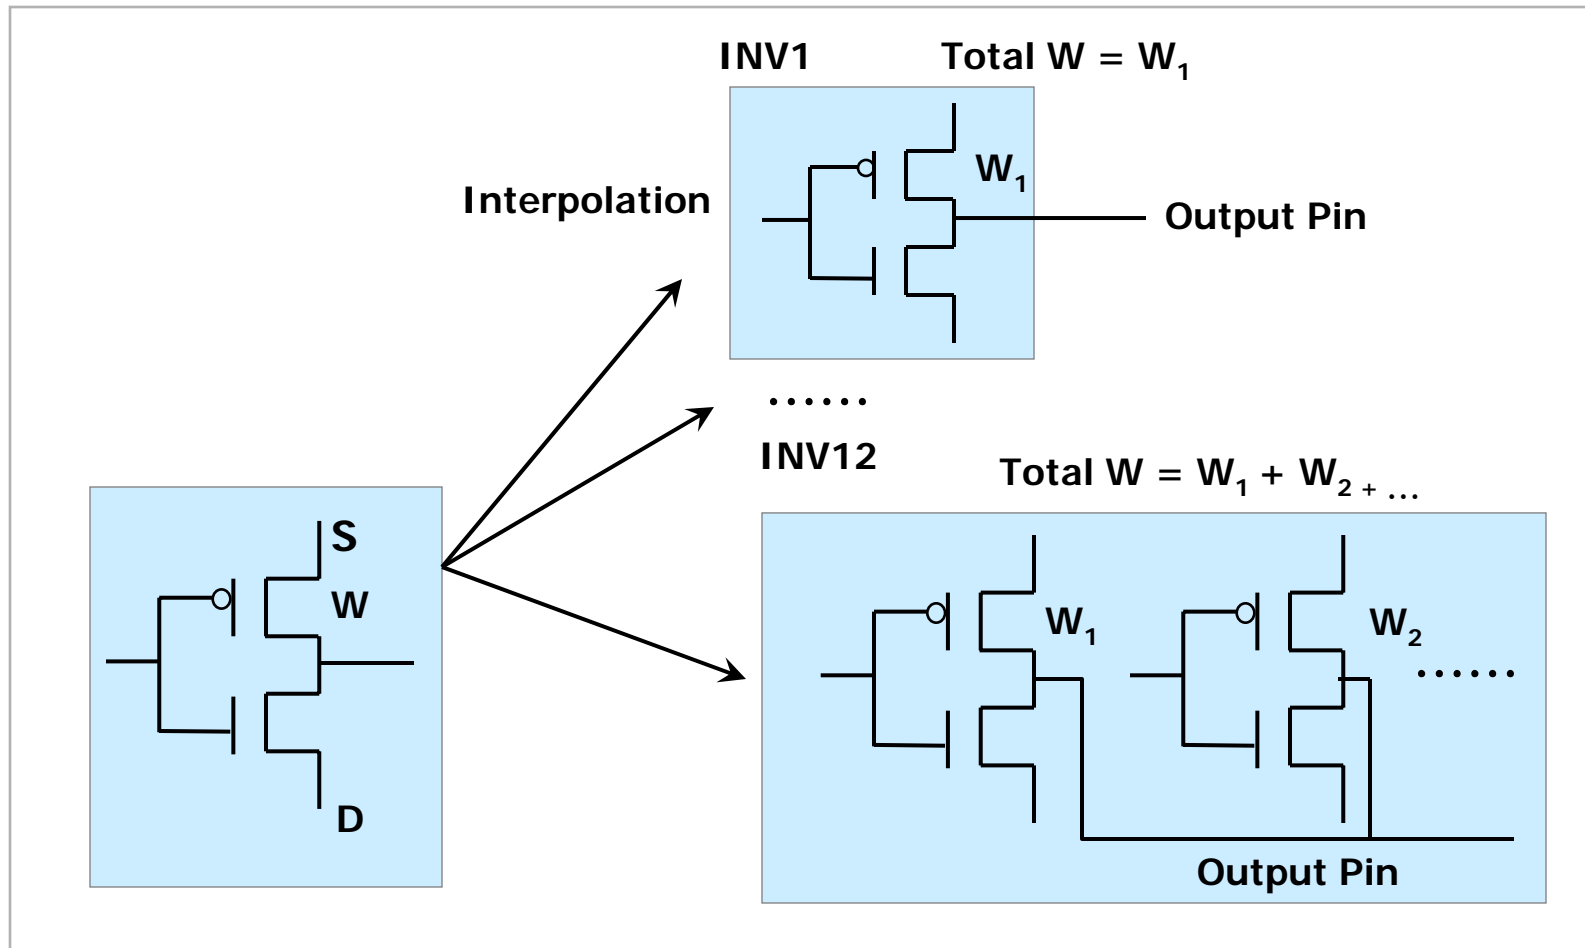 INV1
Total W = W₁
W₁
Interpolation
Output Pin
......
INV12
Total W = W₁ + W₂ + ...
S
W
D
W₁
W₂
......
Output Pin